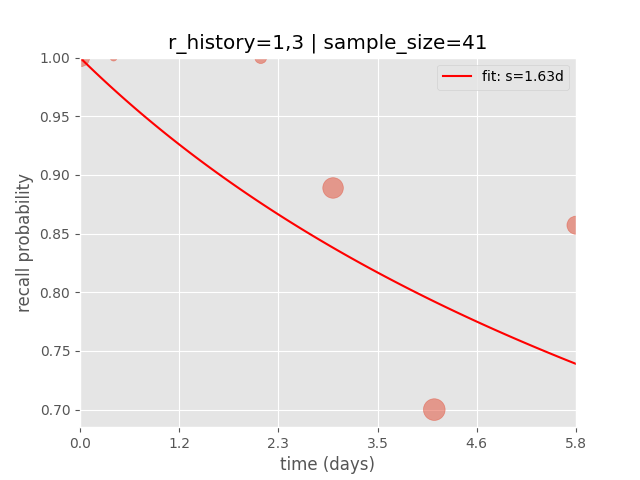 r_history=1,3 | sample_size=41
fit: s=1.63d
recall probability
1.00
0.95
0.90
0.85
0.80
0.75
0.70
0.0 1.2 2.3 3.5 4.6 5.8
time (days)